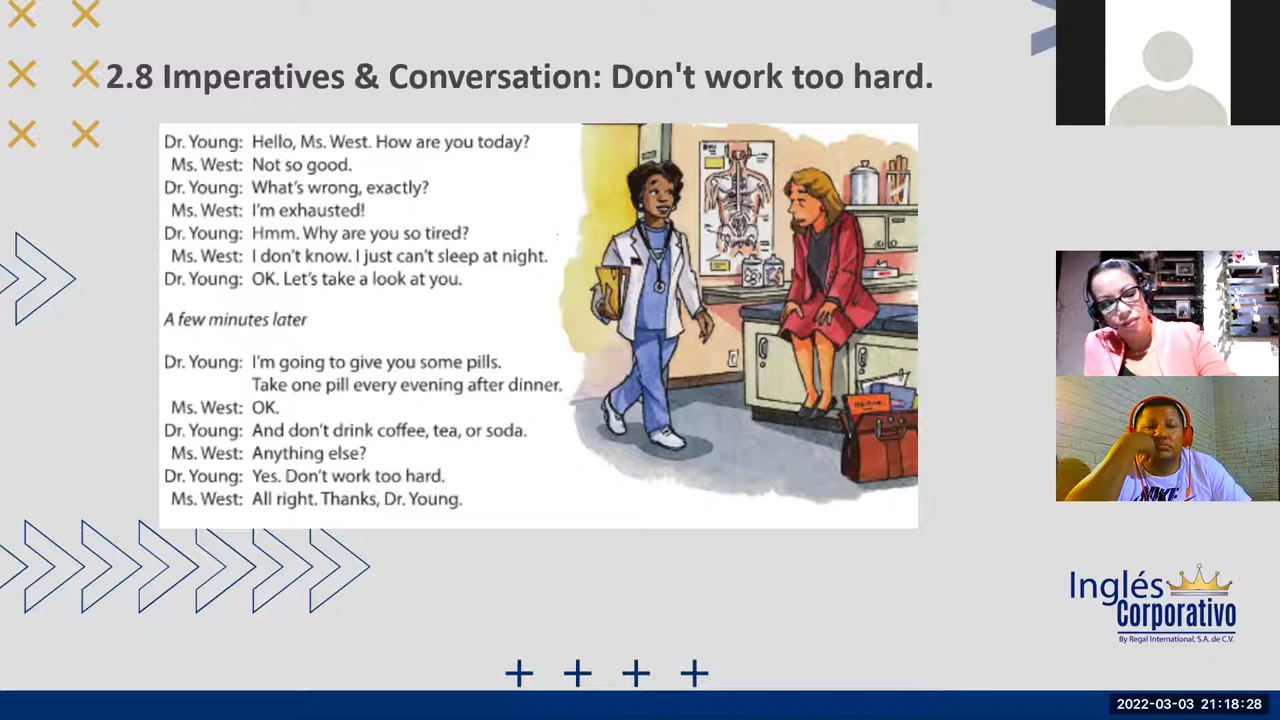 2.8 Imperatives & Conversation: Don't work too hard.
Dr. Young: Hello, Ms. West. How are you today?
Ms. West: Not so good.
Dr. Young: What's wrong, exactly?
Ms. West: I'm exhausted!
Dr. Young: Hmm. Why are you so tired?
Ms. West: I don't know. I just can't sleep at night.
Dr. Young: OK. Let's take a look at you.
A few minutes later
Dr. Young: I'm going to give you some pills.
Take one pill every evening after dinner.
Ms. West: OK.
Dr. Young: And don't drink coffee, tea, or soda.
Ms. West: Anything else?
Dr. Young: Yes. Don't work too hard.
Ms. West: All right. Thanks, Dr. Young.
NIKE
Inglés
Corporativo
By Regal International, S.A. de C.V.
2022-03-03 21:18:28